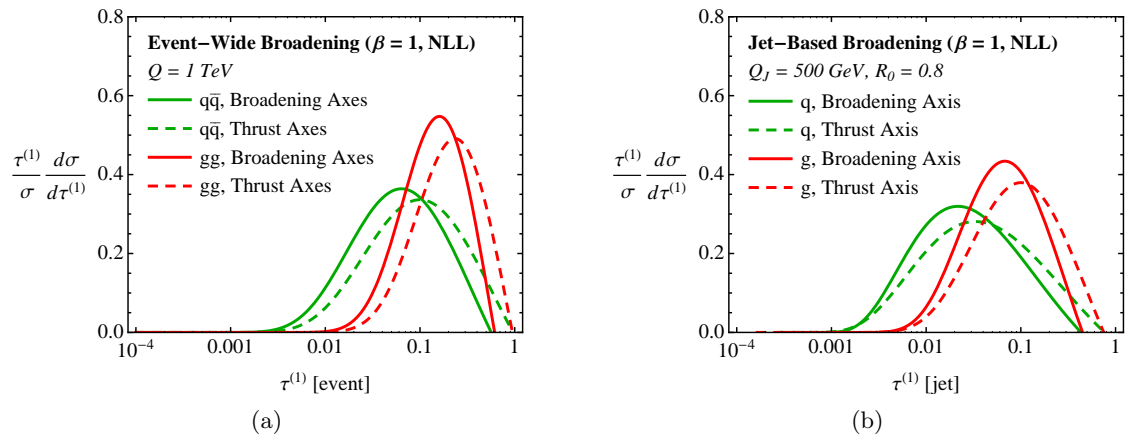 Event−Wide Broadening (β = 1, NLL)
Q = 1 TeV
qq̅, Broadening Axes
qq̅, Thrust Axes
gg, Broadening Axes
gg, Thrust Axes
0.8
0.6
0.4
0.2
0.0
τ⁽¹⁾ dσ
σ dτ⁽¹⁾
10⁻⁴ 0.001 0.01 0.1 1
τ⁽¹⁾ [event]
(a)
Jet−Based Broadening (β = 1, NLL)
Q_J = 500 GeV, R₀ = 0.8
q, Broadening Axis
q, Thrust Axis
g, Broadening Axis
g, Thrust Axis
0.8
0.6
0.4
0.2
0.0
τ⁽¹⁾ dσ
σ dτ⁽¹⁾
10⁻⁴ 0.001 0.01 0.1 1
τ⁽¹⁾ [jet]
(b)